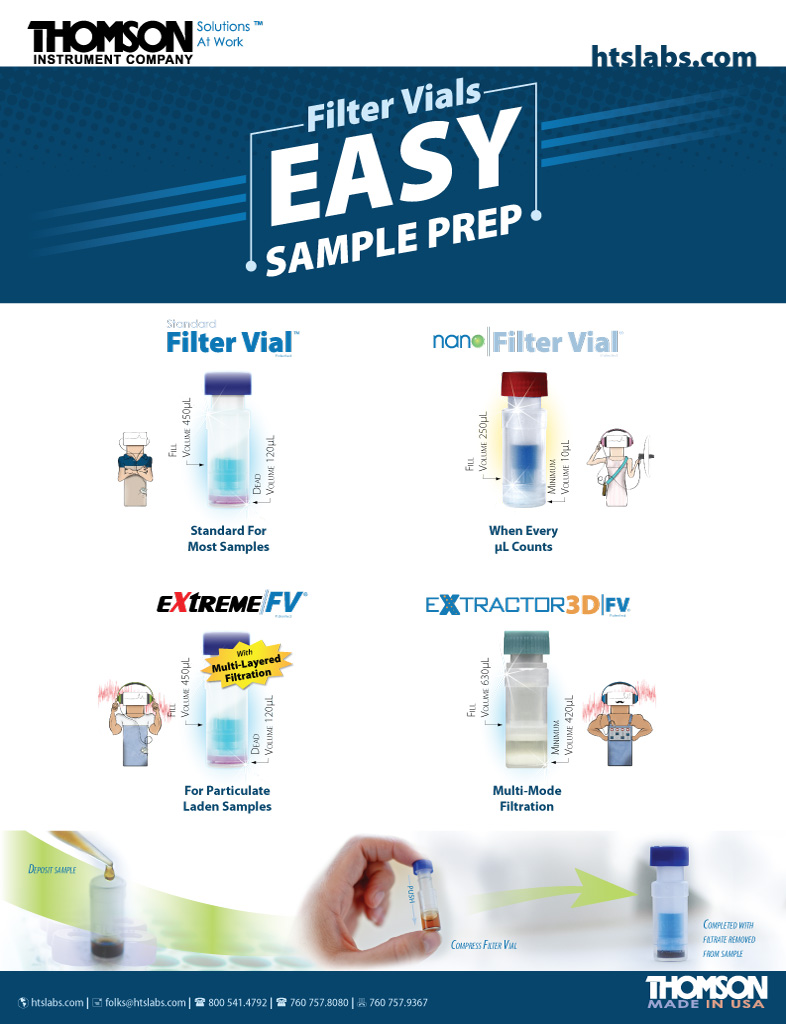 THOMSON
INSTRUMENT COMPANY
Solutions ™
At Work
htslabs.com
Filter Vials
EASY
SAMPLE PREP
Standard
Filter Vial™
nano|Filter Vial™
FILL
VOLUME 450µL
DEAD
VOLUME 120µL
FILL
VOLUME 250µL
MINIMUM
VOLUME 10µL
Standard For
Most Samples
When Every
µL Counts
eXtreme|FV®
EXTRACTOR3D|FV
With
Multi-Layered
Filtration
FILL
VOLUME 450µL
DEAD
VOLUME 120µL
FILL
VOLUME 630µL
MINIMUM
VOLUME 420µL
For Particulate
Laden Samples
Multi-Mode
Filtration
DEPOSIT SAMPLE
PUSH
COMPRESS FILTER VIAL
COMPLETED WITH
FILTRATE REMOVED
FROM SAMPLE
THOMSON
MADE IN USA
htslabs.com | folks@htslabs.com | 800 541.4792 | 760 757.8080 | 760 757.9367